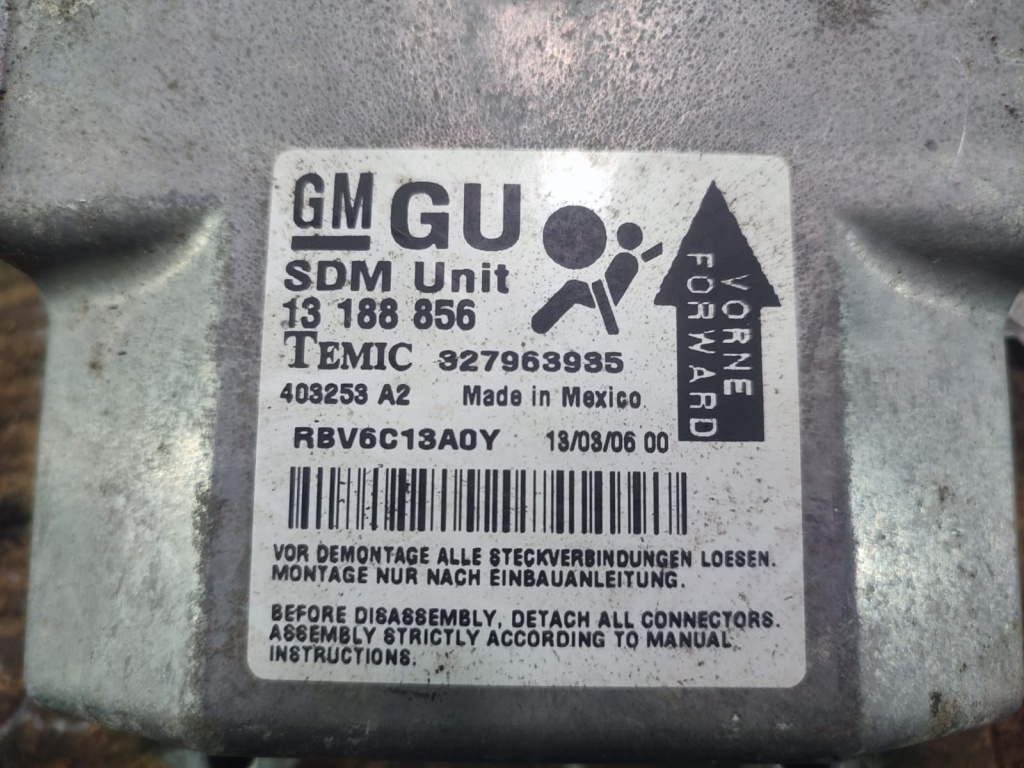 GM GU
SDM Unit
13 188 856
TEMIC 327963935
403253 A2 Made in Mexico
RBV6C13A0Y 13/03/06 00
VORNE
FORWARD
VOR DEMONTAGE ALLE STECKVERBINDUNGEN LOESEN.
MONTAGE NUR NACH EINBAUANLEITUNG.
BEFORE DISASSEMBLY, DETACH ALL CONNECTORS.
ASSEMBLY STRICTLY ACCORDING TO MANUAL
INSTRUCTIONS.